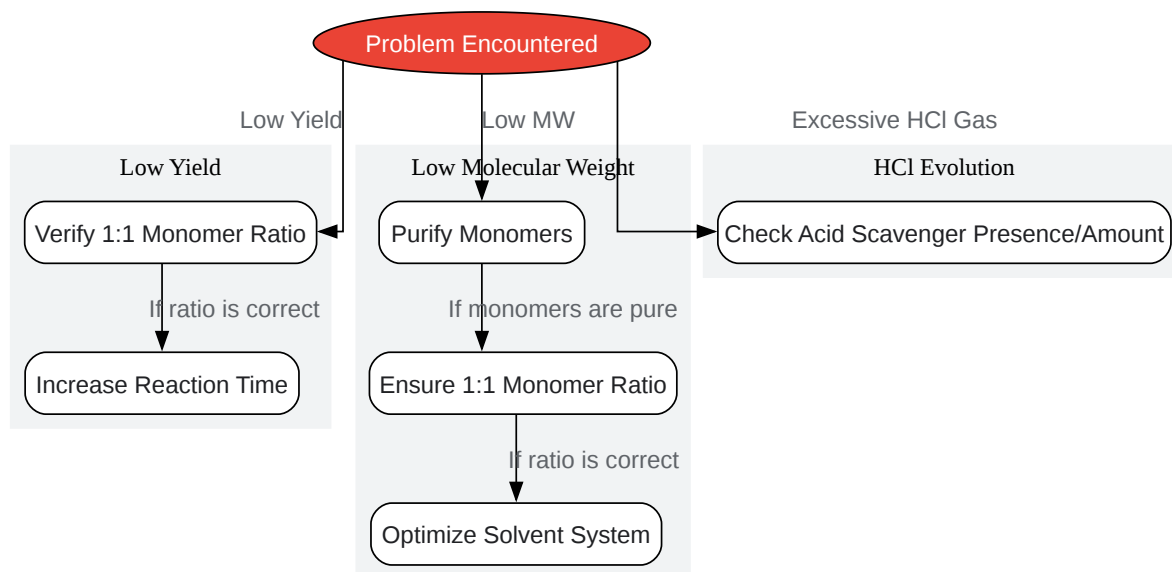 Problem Encountered
Low Yield
Low MW
Excessive HCl Gas
Low Yield
Low Molecular Weight
HCl Evolution
Verify 1:1 Monomer Ratio
Purify Monomers
Check Acid Scavenger Presence/Amount
If ratio is correct
If monomers are pure
Increase Reaction Time
Ensure 1:1 Monomer Ratio
If ratio is correct
Optimize Solvent System